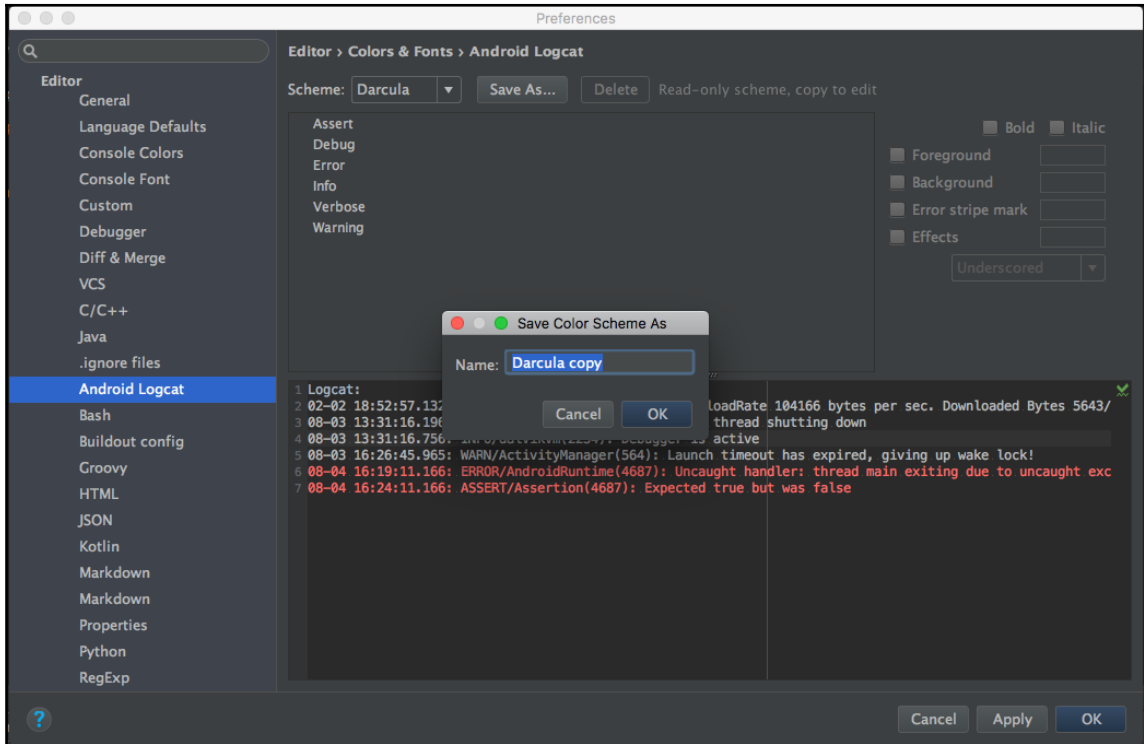 Preferences
Editor
General
Language Defaults
Console Colors
Console Font
Custom
Debugger
Diff & Merge
VCS
C/C++
Java
.ignore files
Android Logcat
Bash
Buildout config
Groovy
HTML
JSON
Kotlin
Markdown
Markdown
Properties
Python
RegExp
Editor › Colors & Fonts › Android Logcat
Scheme: Darcula Save As... Delete Read-only scheme, copy to edit
Assert
Debug
Error
Info
Verbose
Warning
Bold Italic
Foreground
Background
Error stripe mark
Effects
Underscored
Save Color Scheme As
Name: Darcula copy
Cancel OK
1 Logcat:
2 02-02 18:52:57.132 loadRate 104166 bytes per sec. Downloaded Bytes 5643/
3 08-03 13:31:16.196 thread shutting down
4 08-03 13:31:16.756: Debugger is active
5 08-03 16:26:45.965: WARN/ActivityManager(564): Launch timeout has expired, giving up wake lock!
6 08-04 16:19:11.166: ERROR/AndroidRuntime(4687): Uncaught handler: thread main exiting due to uncaught exc
7 08-04 16:24:11.166: ASSERT/Assertion(4687): Expected true but was false
? Cancel Apply OK